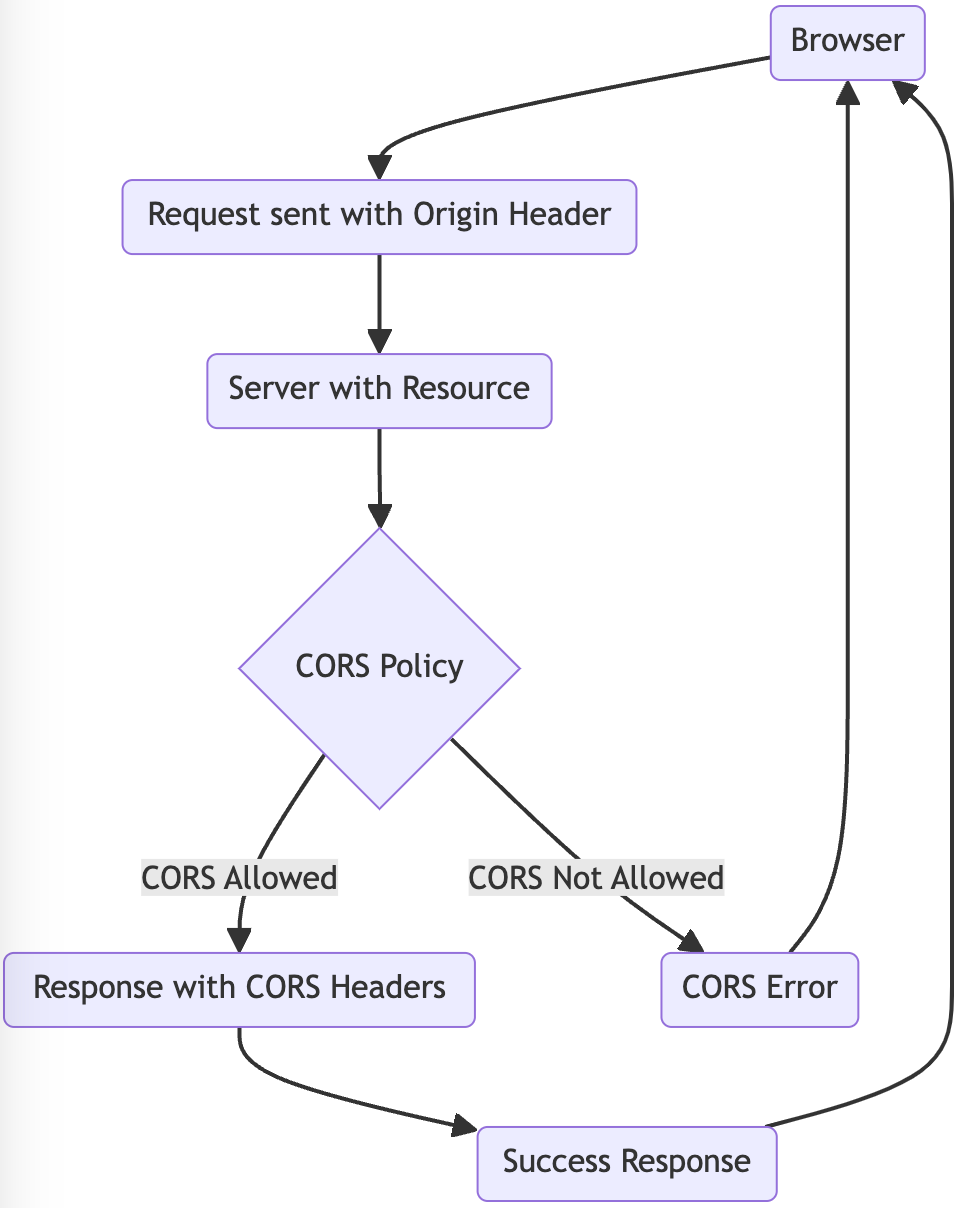 Browser
Request sent with Origin Header
Server with Resource
CORS Policy
CORS Allowed
CORS Not Allowed
Response with CORS Headers
CORS Error
Success Response